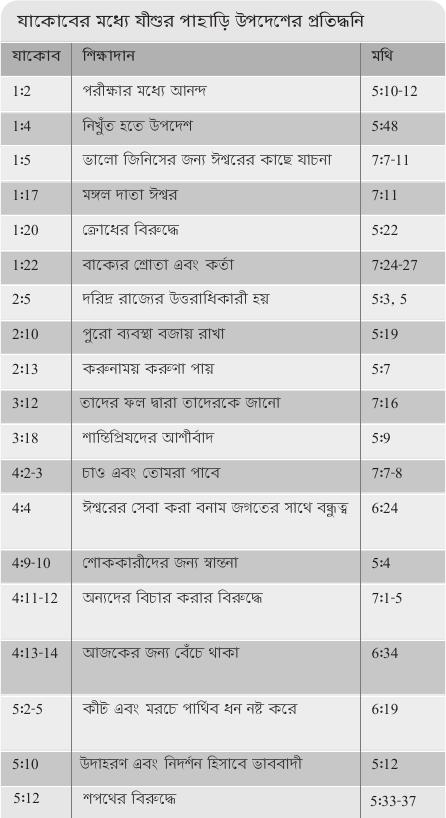 যাকোবের মধ্যে যীশুর পাহাড়ি উপদেশের প্রতিদ্ধনি
যাকোব শিক্ষাদান মথি
1:2 পরীক্ষার মধ্যে আনন্দ 5:10-12
1:4 নিখুঁত হতে উপদেশ 5:48
1:5 ভালো জিনিসের জন্য ঈশ্বরের কাছে যাচনা 7:7-11
1:17 মঙ্গল দাতা ঈশ্বর 7:11
1:20 ক্রোধের বিরুদ্ধে 5:22
1:22 বাক্যের শ্রোতা এবং কর্তা 7:24-27
2:5 দরিদ্র রাজ্যের উত্তরাধিকারী হয় 5:3, 5
2:10 পুরো ব্যবস্থা বজায় রাখা 5:19
2:13 করুনাময় করুণা পায় 5:7
3:12 তাদের ফল দ্বারা তাদেরকে জানো 7:16
3:18 শান্তিপ্রিযদের আশীর্বাদ 5:9
4:2-3 চাও এবং তোমরা পাবে 7:7-8
4:4 ঈশ্বরের সেবা করা বনাম জগতের সাথে বন্ধুত্ব 6:24
4:9-10 শোককারীদের জন্য স্বান্তনা 5:4
4:11-12 অন্যদের বিচার করার বিরুদ্ধে 7:1-5
4:13-14 আজকের জন্য বেঁচে থাকা 6:34
5:2-5 কীট এবং মরচে পার্থিব ধন নষ্ট করে 6:19
5:10 উদাহরণ এবং নিদর্শন হিসাবে ভাববাদী 5:12
5:12 শপথের বিরুদ্ধে 5:33-37